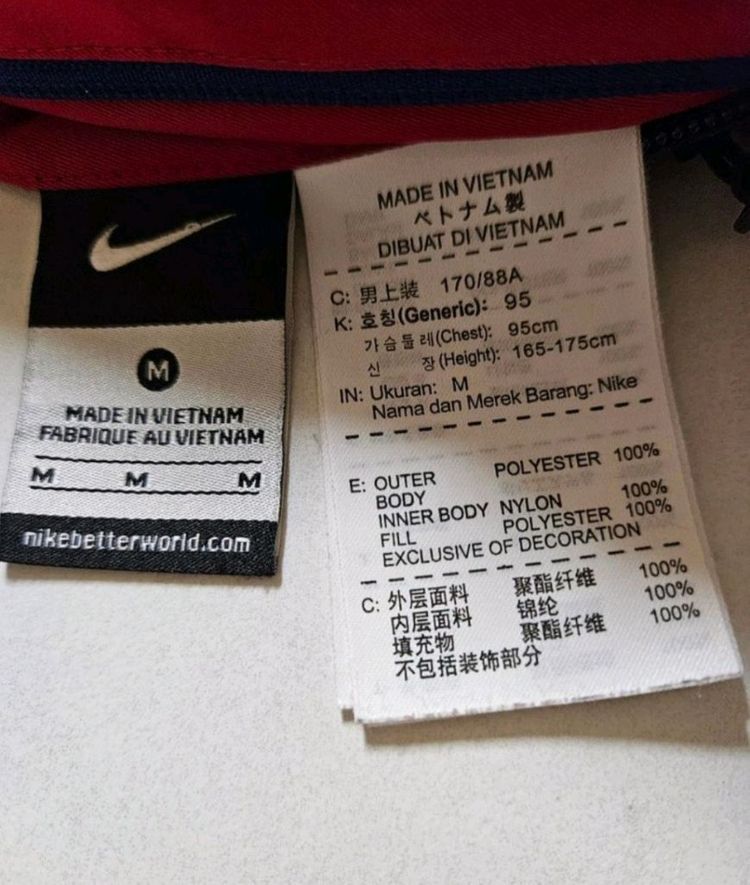 M
MADE IN VIETNAM
FABRIQUE AU VIETNAM
M M M
nikebetterworld.com
MADE IN VIETNAM
ベトナム製
DIBUAT DI VIETNAM
C: 男上装 170/88A
K: 호칭(Generic): 95
가슴둘레(Chest): 95cm
신 장(Height): 165-175cm
IN: Ukuran: M
Nama dan Merek Barang: Nike
E: OUTER POLYESTER 100%
BODY
INNER BODY NYLON 100%
FILL POLYESTER 100%
EXCLUSIVE OF DECORATION
C: 外层面料 聚酯纤维 100%
内层面料 锦纶 100%
填充物 聚酯纤维 100%
不包括装饰部分